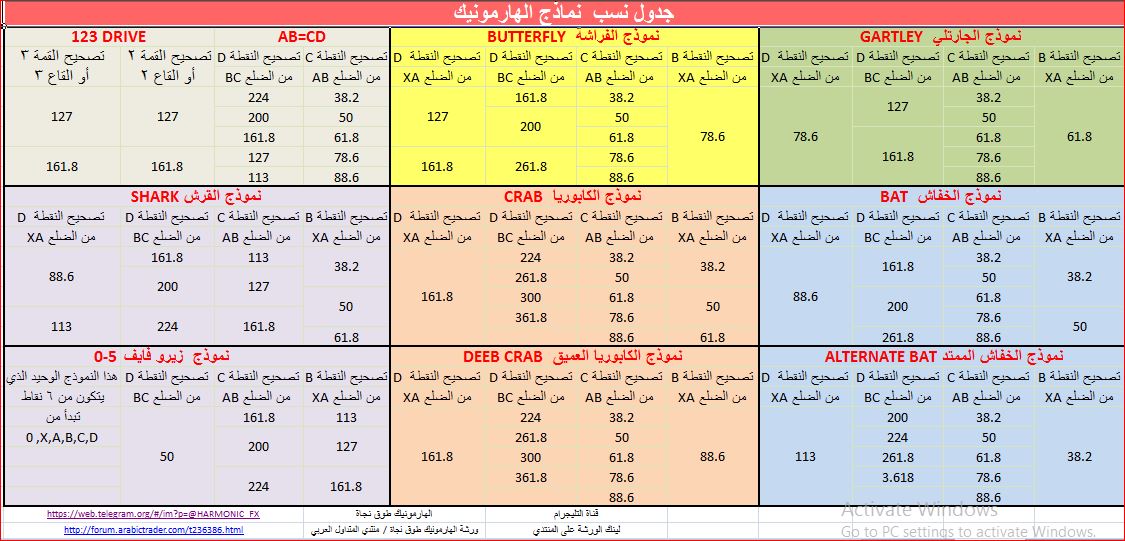 جدول نسب نماذج الهارمونيك
نموذج الجارتلي GARTLEY
تصحيح النقطة B تصحيح النقطة C تصحيح النقطة D تصحيح النقطة D
من الضلع XA من الضلع AB من الضلع BC من الضلع XA
61.8
38.2
50
61.8
78.6
88.6
127
161.8
78.6
نموذج الفراشة BUTTERFLY
تصحيح النقطة B تصحيح النقطة C تصحيح النقطة D تصحيح النقطة D
من الضلع XA من الضلع AB من الضلع BC من الضلع XA
78.6
38.2
50
61.8
78.6
88.6
161.8
200
261.8
127
161.8
AB=CD
تصحيح النقطة C تصحيح النقطة D
من الضلع AB من الضلع BC
38.2 224
50 200
61.8 161.8
78.6 127
88.6 113
123 DRIVE
تصحيح القمة ٢ تصحيح القمة ٣
أو القاع ٢ أو القاع ٣
127 127
161.8 161.8
نموذج الخفاش BAT
تصحيح النقطة B تصحيح النقطة C تصحيح النقطة D تصحيح النقطة D
من الضلع XA من الضلع AB من الضلع BC من الضلع XA
38.2
50
38.2
50
61.8
78.6
88.6
161.8
200
261.8
88.6
نموذج الكابوريا CRAB
تصحيح النقطة B تصحيح النقطة C تصحيح النقطة D تصحيح النقطة D
من الضلع XA من الضلع AB من الضلع BC من الضلع XA
38.2
50
61.8
38.2
50
61.8
78.6
88.6
224
261.8
300
361.8
161.8
نموذج القرش SHARK
تصحيح النقطة B تصحيح النقطة C تصحيح النقطة D تصحيح النقطة D
من الضلع XA من الضلع AB من الضلع BC من الضلع XA
38.2
50
61.8
113
127
161.8
161.8
200
224
88.6
113
نموذج الخفاش الممتد ALTERNATE BAT
تصحيح النقطة B تصحيح النقطة C تصحيح النقطة D تصحيح النقطة D
من الضلع XA من الضلع AB من الضلع BC من الضلع XA
38.2
38.2
50
61.8
78.6
88.6
200
224
261.8
3.618
113
نموذج الكابوريا العميق DEEB CRAB
تصحيح النقطة B تصحيح النقطة C تصحيح النقطة D تصحيح النقطة D
من الضلع XA من الضلع AB من الضلع BC من الضلع XA
88.6
38.2
50
61.8
78.6
88.6
224
261.8
300
361.8
161.8
نموذج زيرو فايف 5-0
تصحيح النقطة B تصحيح النقطة C تصحيح النقطة D
من الضلع XA من الضلع AB من الضلع BC
113
127
161.8
161.8
200
224
50
هذا النموذج الوحيد الذي
يتكون من ٦ نقاط
تبدأ من
0 ,X,A,B,C,D
قناة التليجرام الهارمونيك طوق نجاة https://web.telegram.org/#/im?p=@HARMONIC_FX
لينك الورشة على المنتدي ورشة الهارمونيك طوق نجاة / منتدي المتداول العربي http://forum.arabictrader.com/t236386.html
Activate Windows
Go to PC settings to activate Windows.